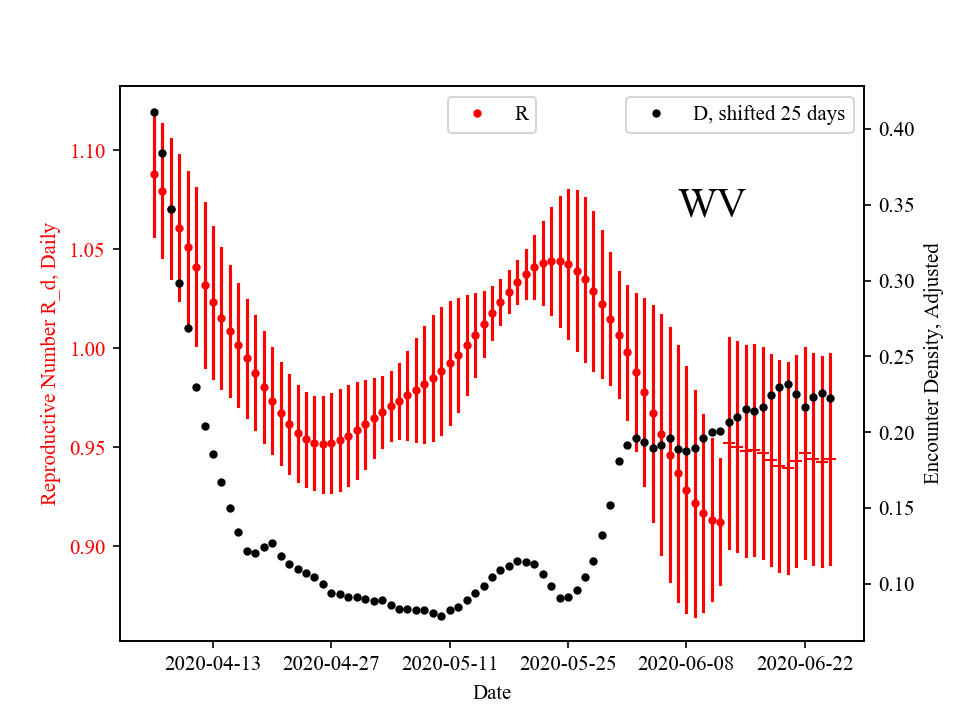 R
D, shifted 25 days
WV
Reproductive Number R_d, Daily
1.10
1.05
1.00
0.95
0.90
0.40
0.35
0.30
0.25
0.20
0.15
0.10
Encounter Density, Adjusted
2020-04-13 2020-04-27 2020-05-11 2020-05-25 2020-06-08 2020-06-22
Date